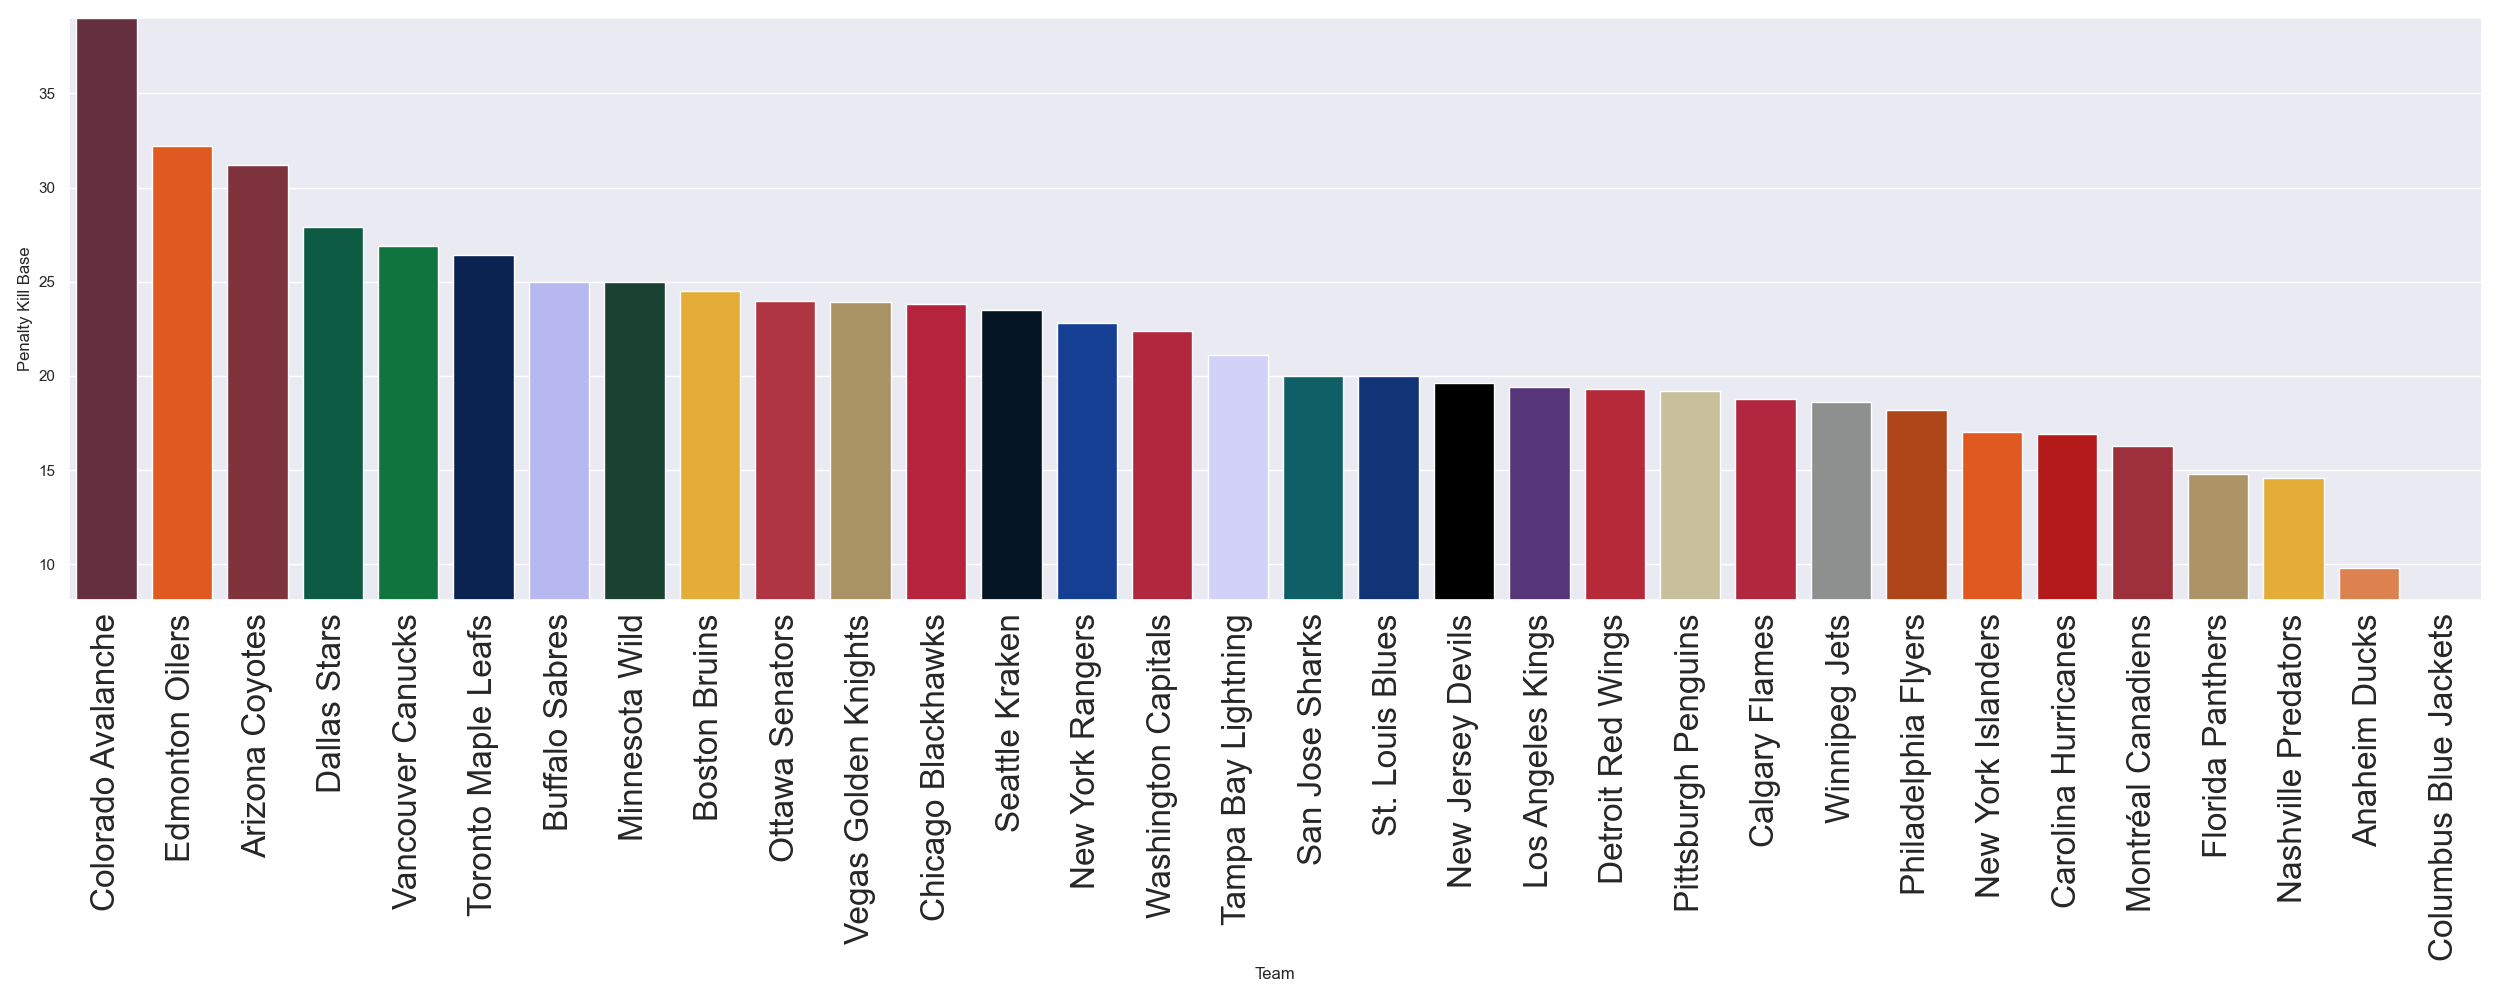 35
30
25
20
15
10
Penalty Kill Base
Colorado Avalanche
Edmonton Oilers
Arizona Coyotes
Dallas Stars
Vancouver Canucks
Toronto Maple Leafs
Buffalo Sabres
Minnesota Wild
Boston Bruins
Ottawa Senators
Vegas Golden Knights
Chicago Blackhawks
Seattle Kraken
New York Rangers
Washington Capitals
Tampa Bay Lightning
San Jose Sharks
St. Louis Blues
New Jersey Devils
Los Angeles Kings
Detroit Red Wings
Pittsburgh Penguins
Calgary Flames
Winnipeg Jets
Philadelphia Flyers
New York Islanders
Carolina Hurricanes
Montréal Canadiens
Florida Panthers
Nashville Predators
Anaheim Ducks
Columbus Blue Jackets
Team